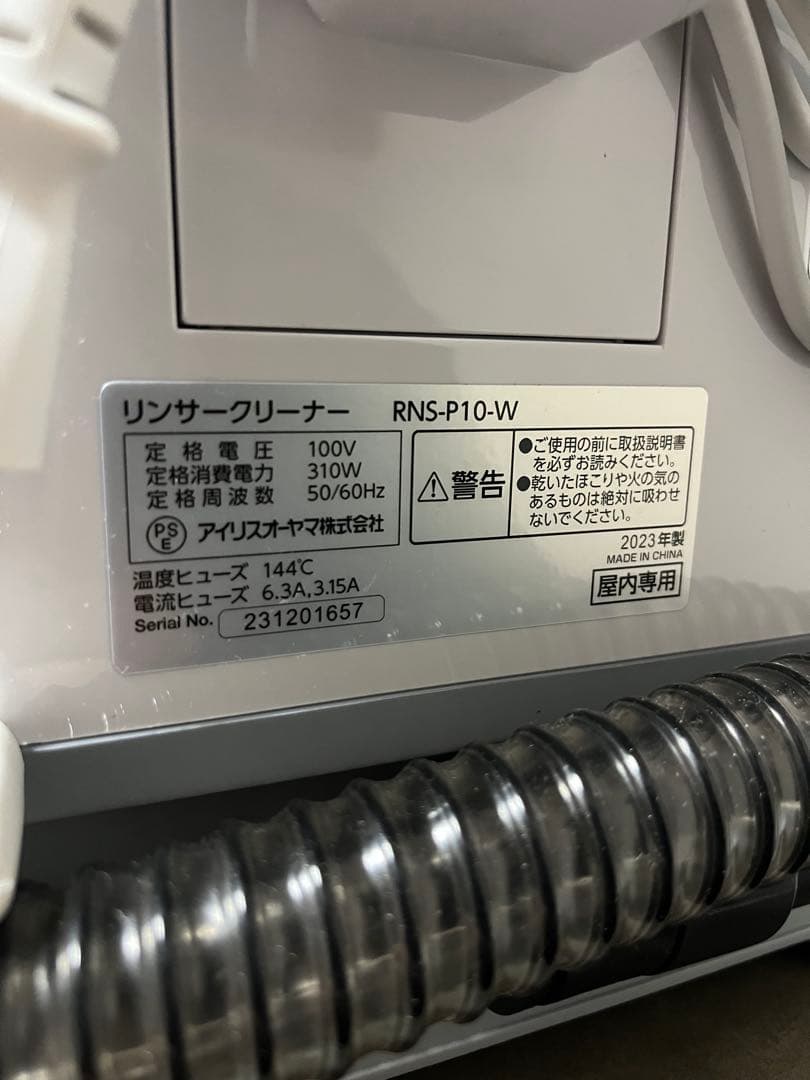 リンサークリーナー RNS-P10-W
定格電圧 100V
定格消費電力 310W
定格周波数 50/60Hz
PSE アイリスオーヤマ株式会社
警告
●ご使用の前に取扱説明書
を必ずお読みください。
●乾いたほこりや火の気の
あるものは絶対に吸わせ
ないでください。
温度ヒューズ 144℃
電流ヒューズ 6.3A,3.15A
Serial No. 231201657
2023年製
MADE IN CHINA
屋内専用